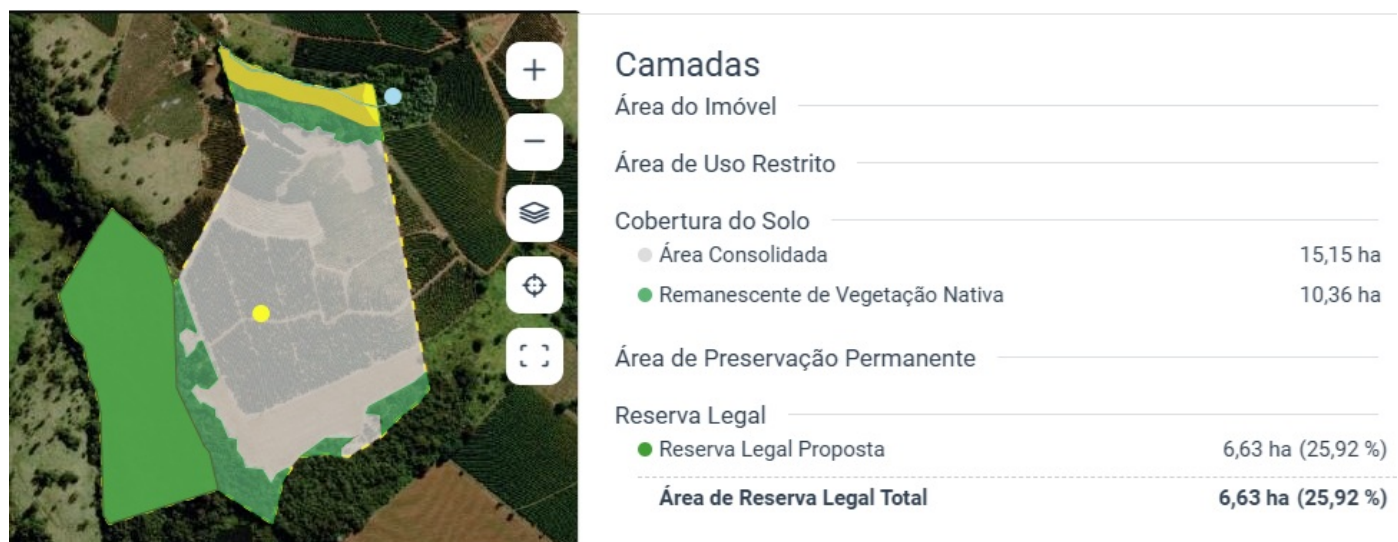 Camadas
Área do Imóvel
Área de Uso Restrito
Cobertura do Solo
Área Consolidada 15,15 ha
Remanescente de Vegetação Nativa 10,36 ha
Área de Preservação Permanente
Reserva Legal
Reserva Legal Proposta 6,63 ha (25,92 %)
Área de Reserva Legal Total 6,63 ha (25,92 %)